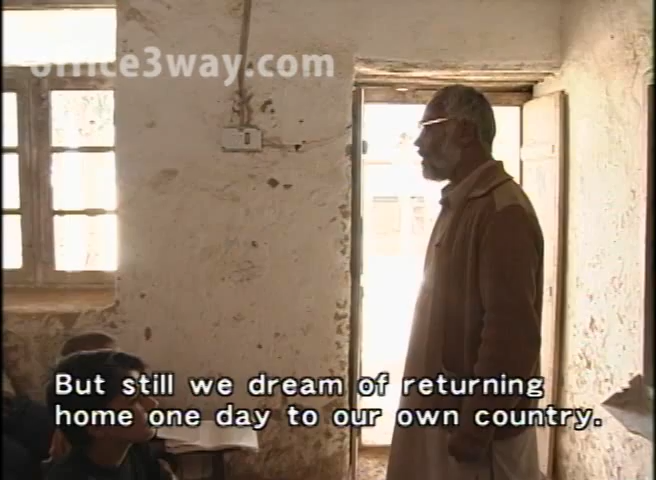 office3way.com
But still we dream of returning
home one day to our own country.